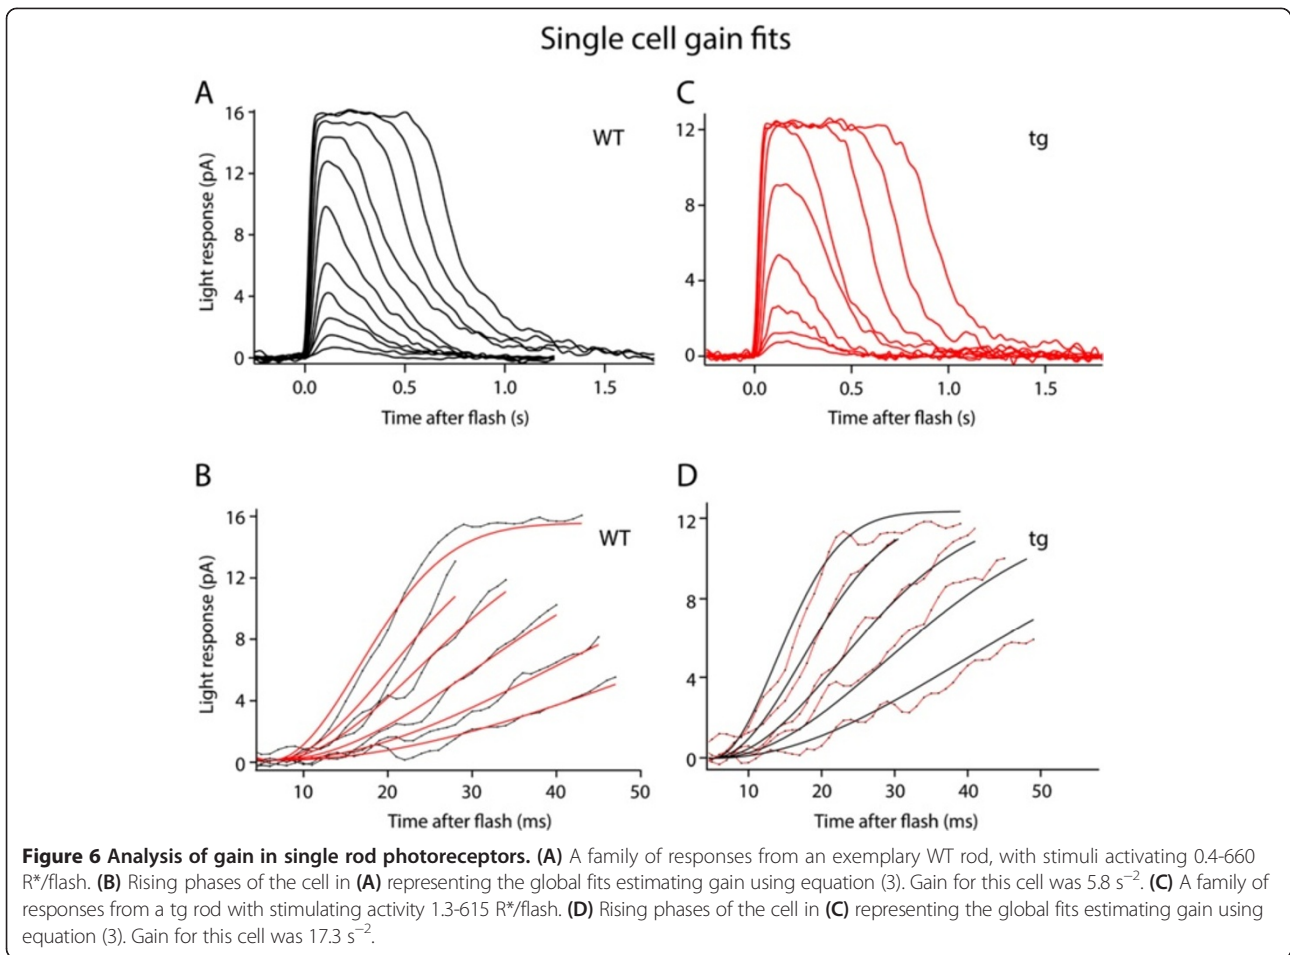 Single cell gain fits
A
16
12
8
4
0
Light response (pA)
WT
0.0 0.5 1.0 1.5
Time after flash (s)
C
12
8
4
0
tg
0.0 0.5 1.0 1.5
Time after flash (s)
B
16
12
8
4
0
Light response (pA)
WT
10 20 30 40 50
Time after flash (ms)
D
12
8
4
0
tg
10 20 30 40 50
Time after flash (ms)
Figure 6 Analysis of gain in single rod photoreceptors. (A) A family of responses from an exemplary WT rod, with stimuli activating 0.4-660
R*/flash. (B) Rising phases of the cell in (A) representing the global fits estimating gain using equation (3). Gain for this cell was 5.8 s⁻². (C) A family of
responses from a tg rod with stimulating activity 1.3-615 R*/flash. (D) Rising phases of the cell in (C) representing the global fits estimating gain using
equation (3). Gain for this cell was 17.3 s⁻².